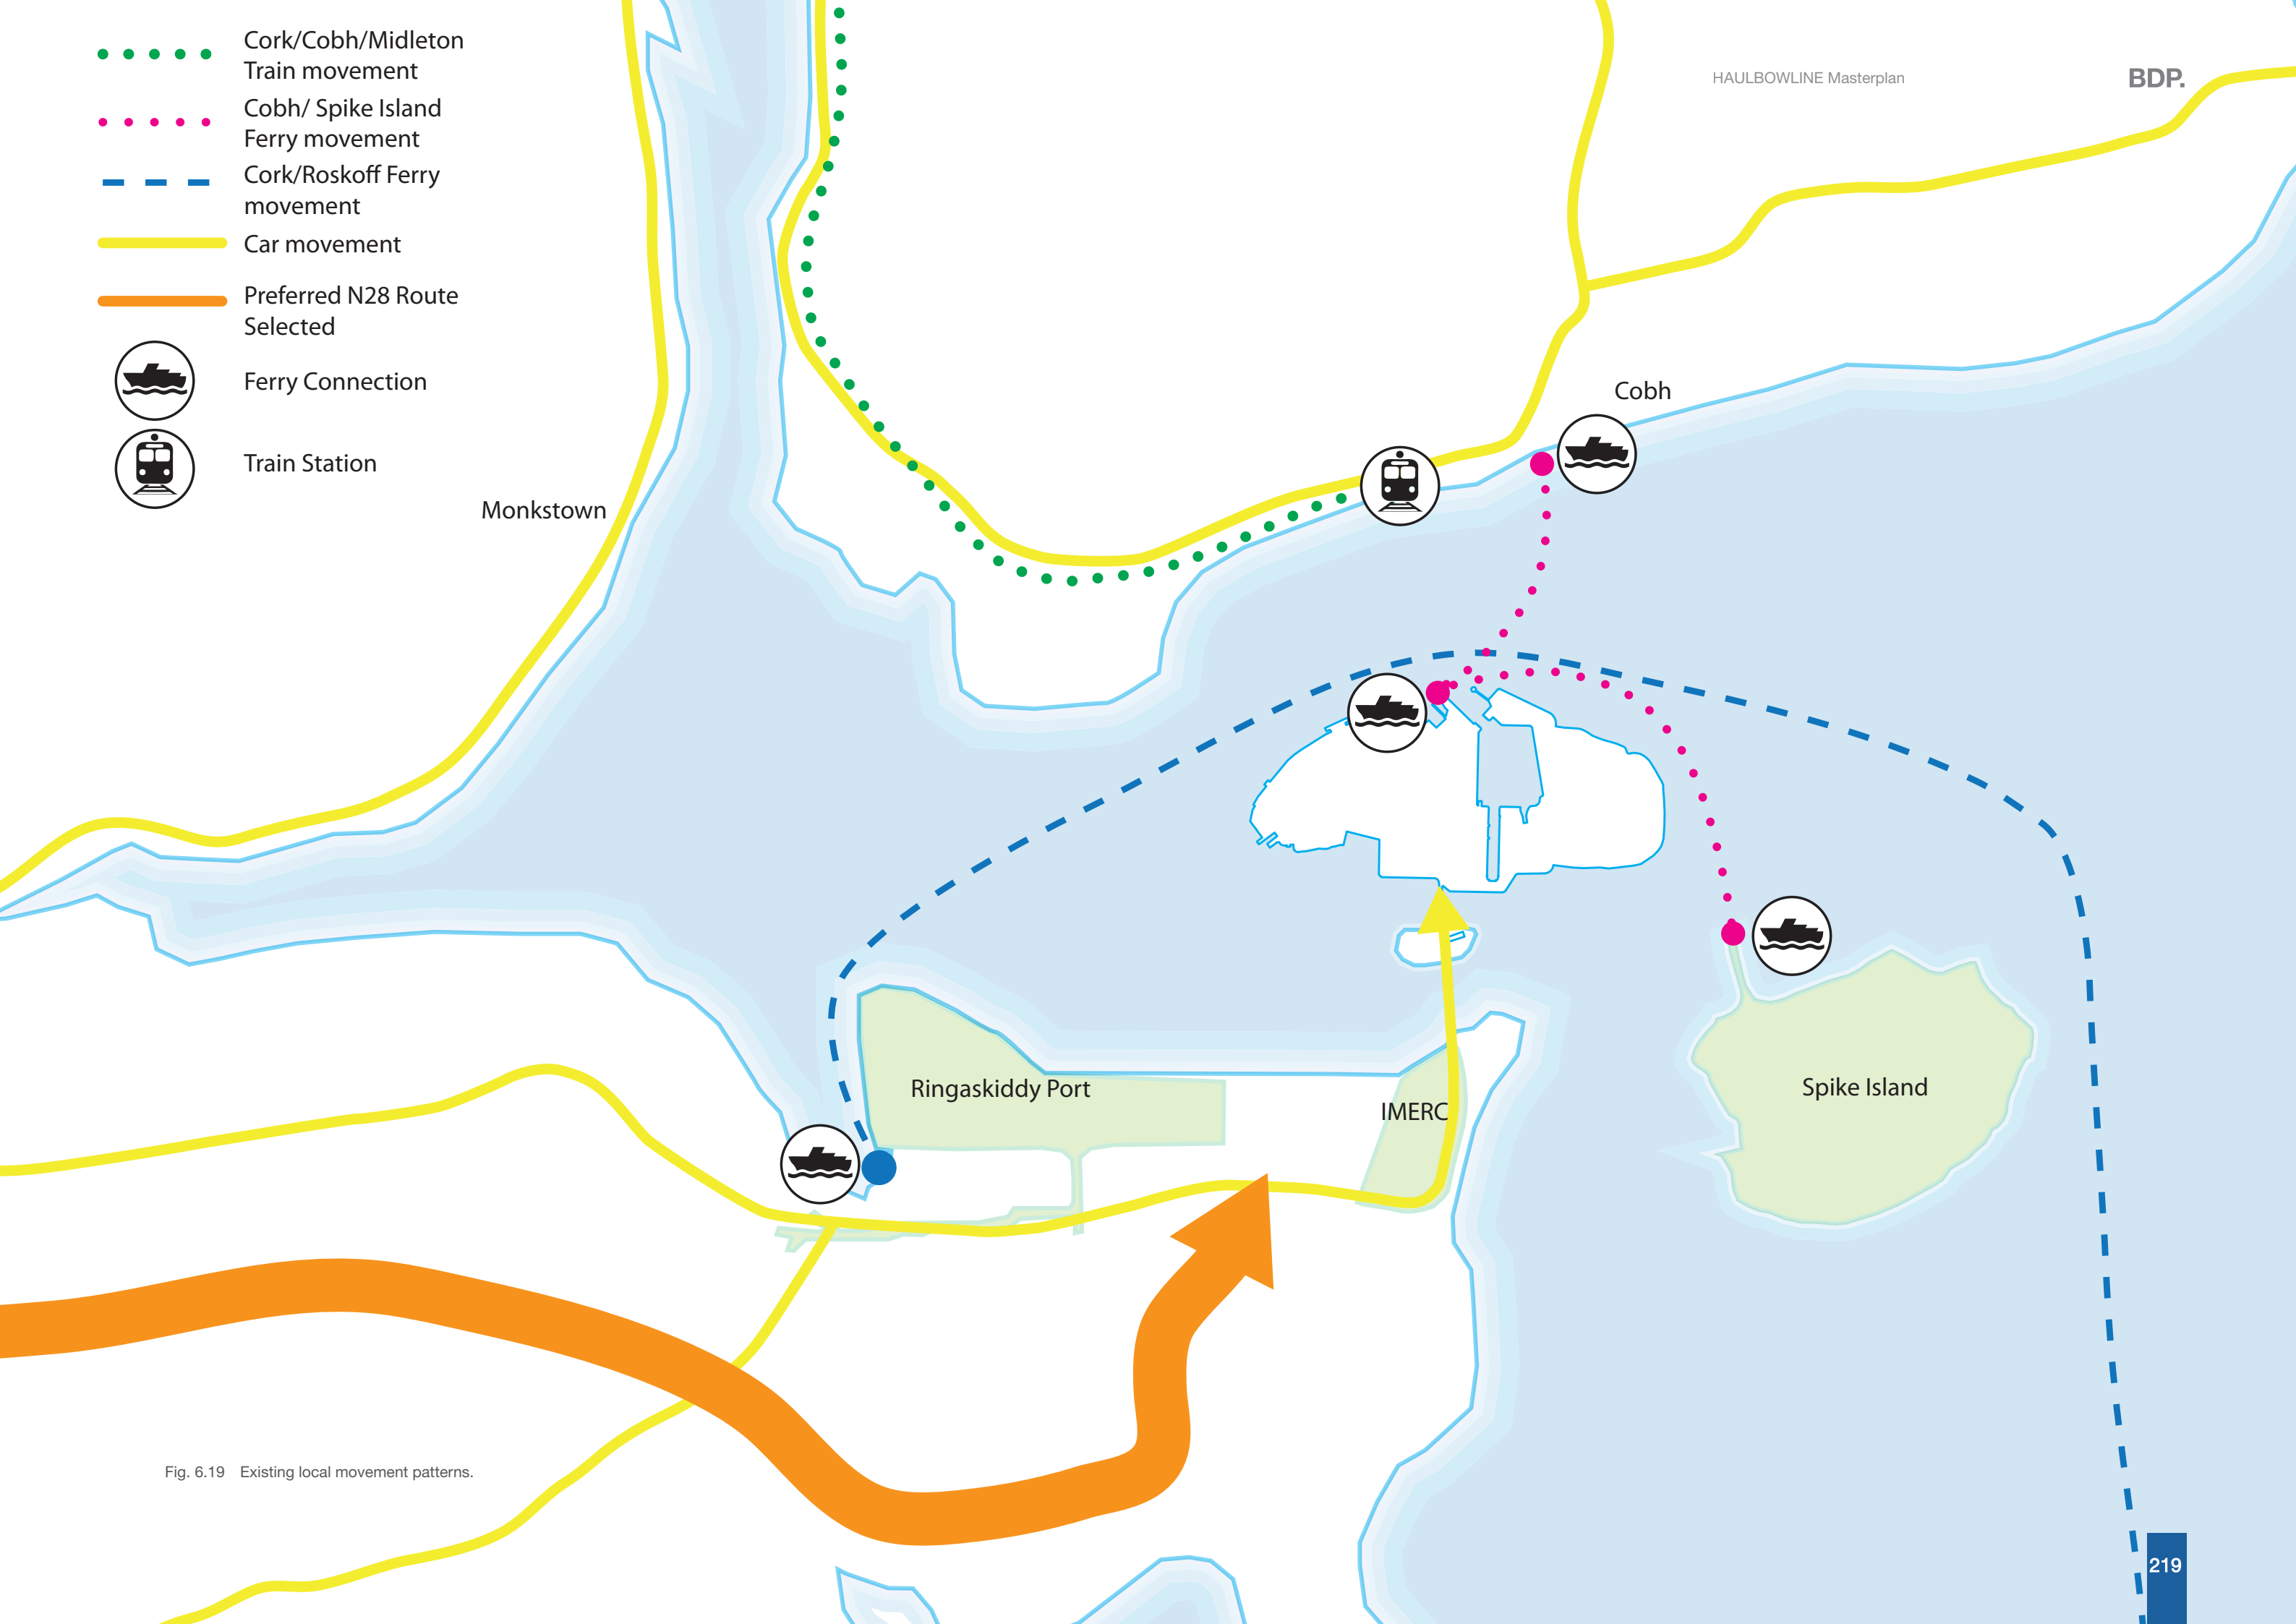 Cork/Cobh/Midleton
Train movement
Cobh/ Spike Island
Ferry movement
Cork/Roskoff Ferry
movement
Car movement
Preferred N28 Route
Selected
Ferry Connection
Train Station
HAULBOWLINE Masterplan
BDP.
Cobh
Monkstown
Ringaskiddy Port
IMERC
Spike Island
Fig. 6.19 Existing local movement patterns.
219